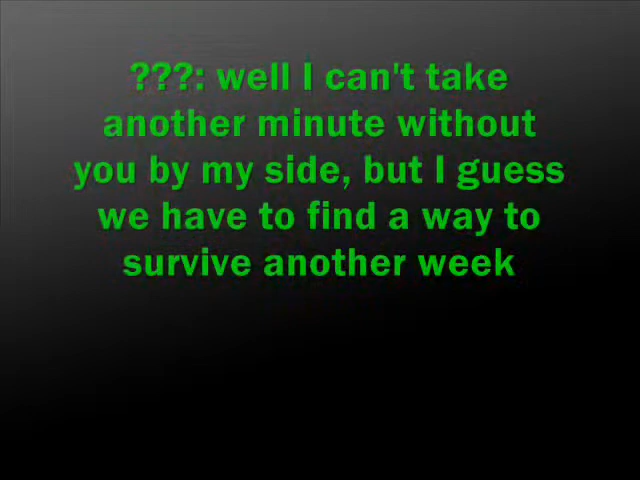 ???: well I can't take
another minute without
you by my side, but I guess
we have to find a way to
survive another week